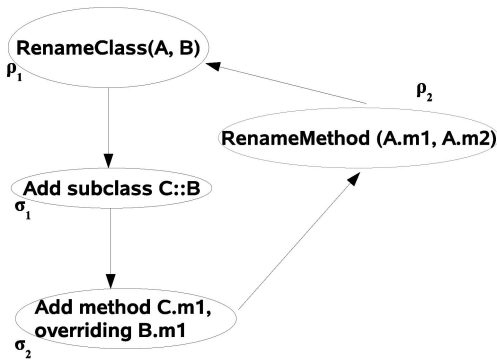 RenameClass(A, B)
ρ1
ρ2
RenameMethod (A.m1, A.m2)
Add subclass C::B
σ1
Add method C.m1,
overriding B.m1
σ2